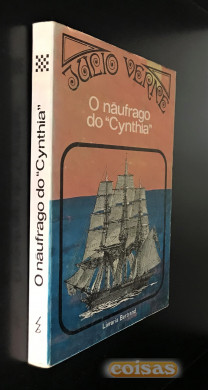 JÚLIO VERNE
O náufrago
do "Cynthia"
Livraria Bertrand
O náufrago do "Cynthia"
coisas